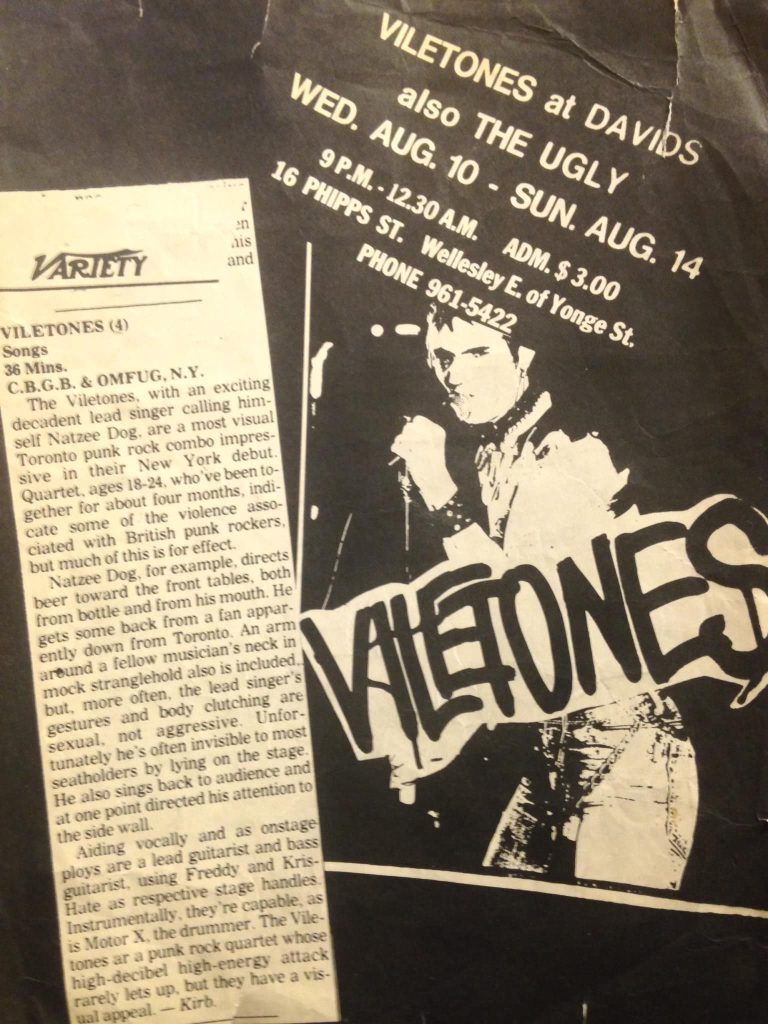 VILETONES at DAVIDS
also THE UGLY
WED. AUG. 10 - SUN. AUG. 14
9 P.M. - 12.30 A.M. ADM. $3.00
16 PHIPPS ST. Wellesley E. of Yonge St.
PHONE 961-5422
his
and
VARIETY
VILETONES (4)
Songs
36 Mins.
C.B.G.B. & OMFUG, N.Y.
The Viletones, with an exciting
decadent lead singer calling him-
self Natzee Dog, are a most visual
Toronto punk rock combo impres-
sive in their New York debut.
Quartet, ages 18-24, who've been to-
gether for about four months, indi-
cate some of the violence asso-
ciated with British punk rockers,
but much of this is for effect.
Natzee Dog, for example, directs
beer toward the front tables, both
from bottle and from his mouth. He
gets some back from a fan appar-
ently down from Toronto. An arm
around a fellow musician's neck in
mock stranglehold also is included,
but, more often, the lead singer's
gestures and body clutching are
sexual, not aggressive. Unfor-
tunately he's often invisible to most
seatholders by lying on the stage.
He also sings back to audience and
at one point directed his attention to
the side wall.
Aiding vocally and as onstage
ploys are a lead guitarist and bass
guitarist, using Freddy and Kris-
Hate as respective stage handles.
Instrumentally, they're capable, as
is Motor X, the drummer. The Vile-
tones ar a punk rock quartet whose
high-decibel high-energy attack
rarely lets up, but they have a vis-
ual appeal. — Kirb.
VILETONES